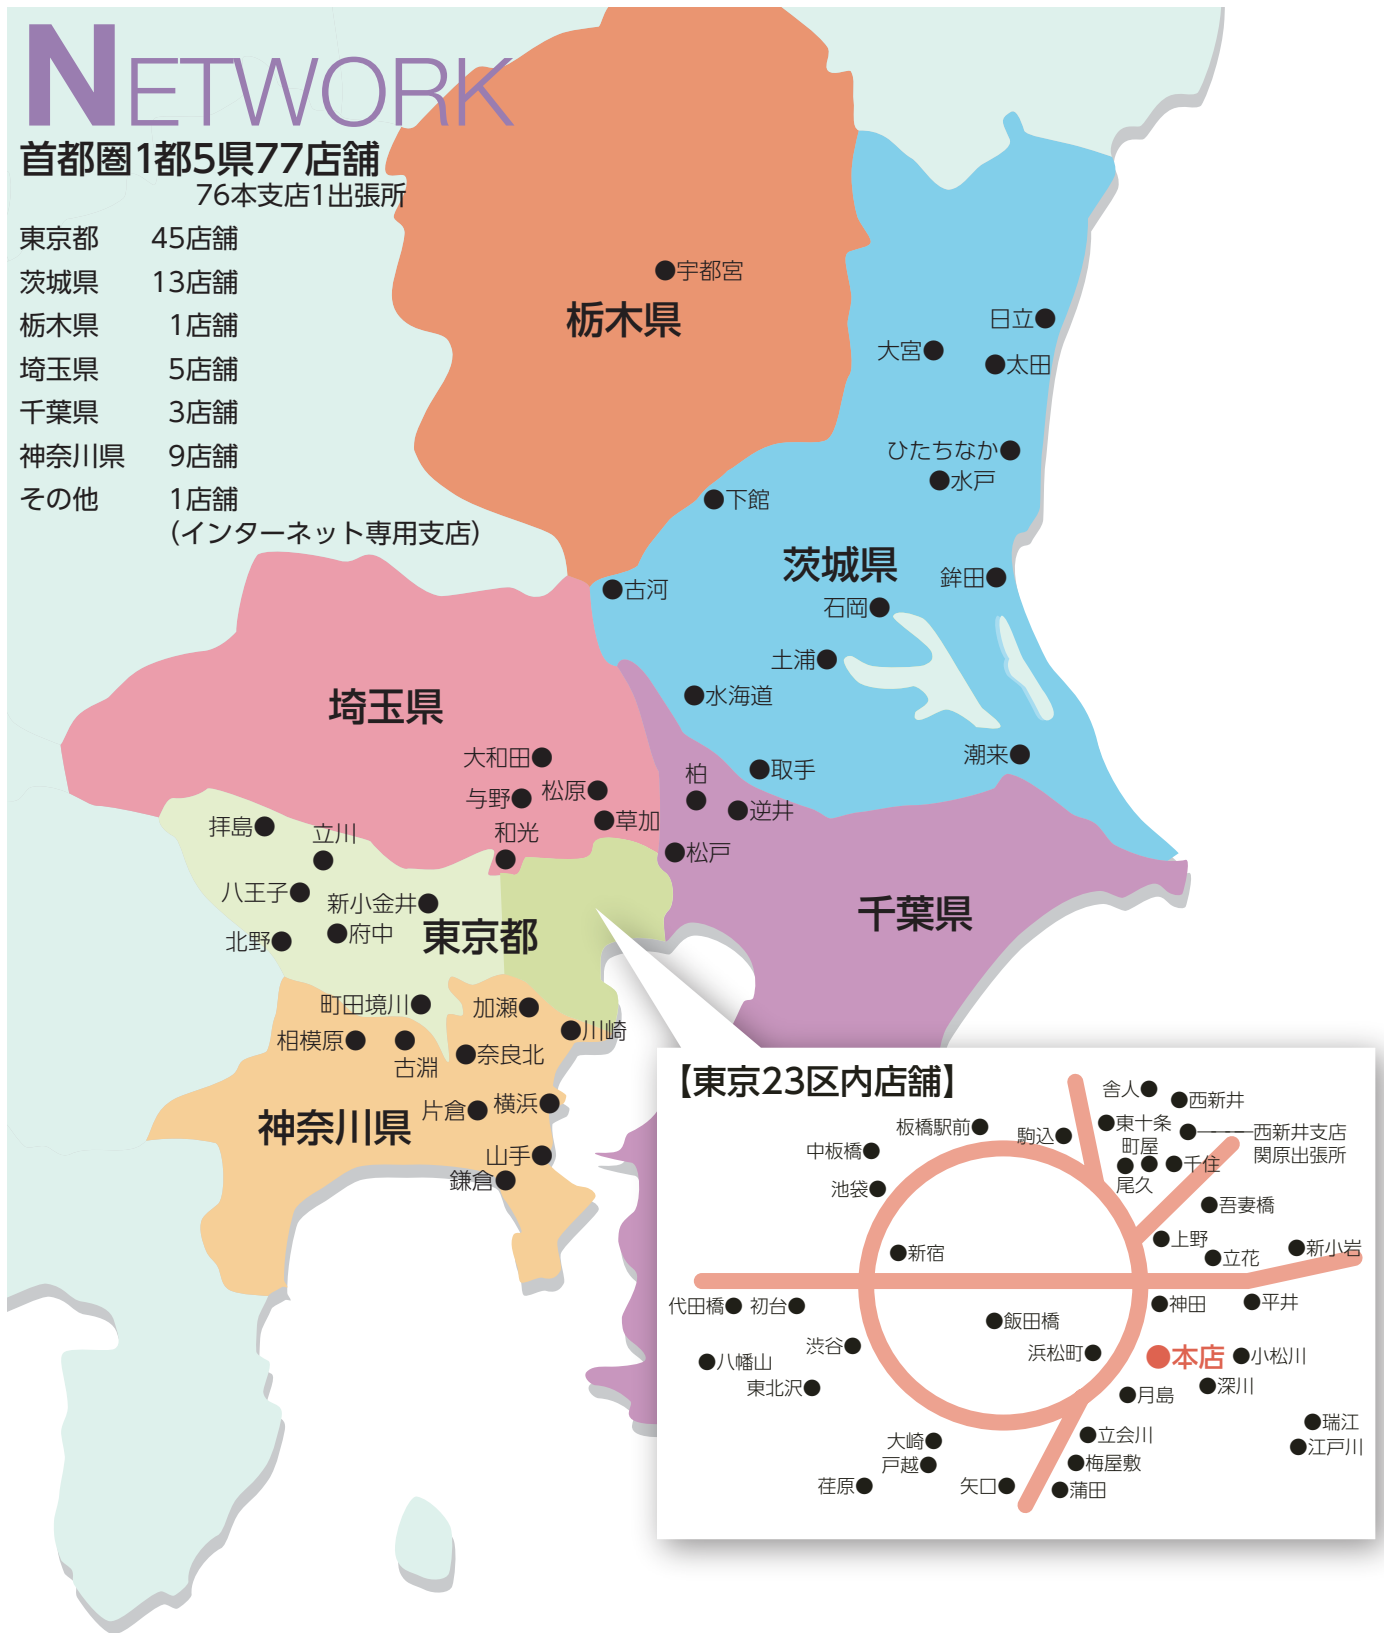 NETWORK
首都圏1都5県77店舗
76本支店1出張所
東京都 45店舗
茨城県 13店舗
栃木県 1店舗
埼玉県 5店舗
千葉県 3店舗
神奈川県 9店舗
その他 1店舗
(インターネット専用支店)
宇都宮
栃木県
日立
大宮
太田
ひたちなか
水戸
下館
茨城県
鉾田
古河
石岡
土浦
水海道
埼玉県
潮来
大和田
取手
柏
松原
与野
逆井
草加
拝島
立川
和光
松戸
八王子
新小金井
千葉県
府中
東京都
北野
町田境川
加瀬
川崎
相模原
古淵
奈良北
横浜
片倉
神奈川県
山手
鎌倉
【東京23区内店舗】
舎人
西新井
板橋駅前
駒込
東十条
西新井支店
関原出張所
中板橋
町屋
千住
尾久
池袋
吾妻橋
上野
新宿
立花
新小岩
代田橋
初台
神田
平井
飯田橋
渋谷
浜松町
本店
小松川
八幡山
東北沢
月島
深川
瑞江
立会川
大崎
江戸川
戸越
梅屋敷
荏原
矢口
蒲田